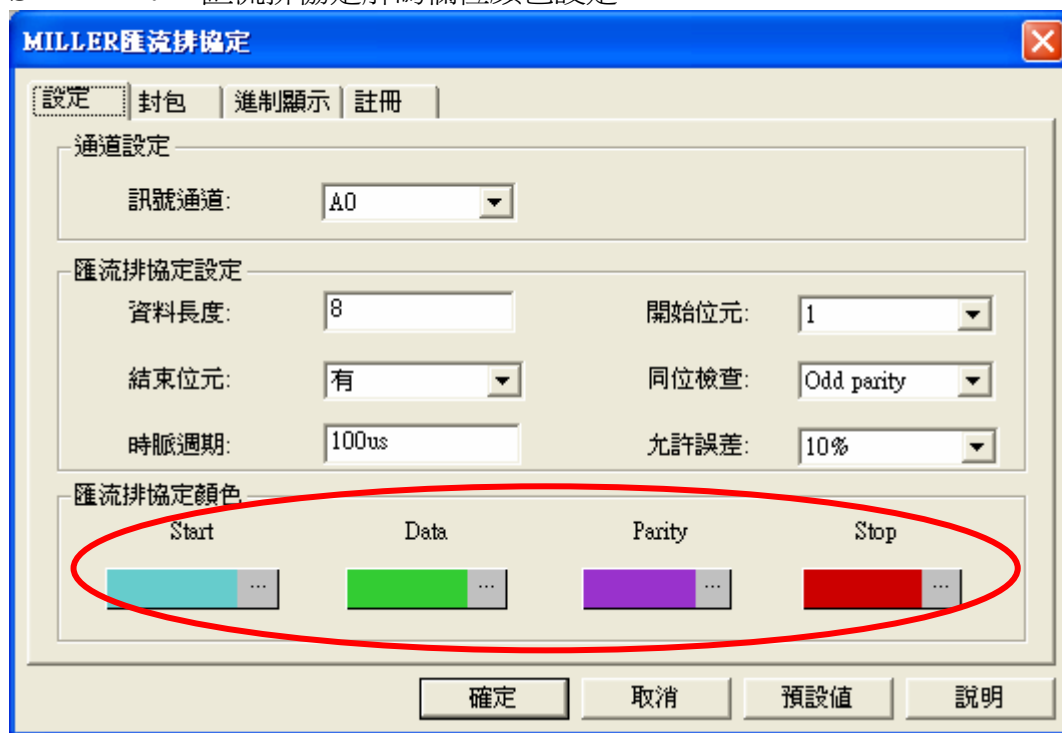 MILLER匯流排協定
設定 封包 進制顯示 註冊
通道設定
訊號通道: A0
匯流排協定設定
資料長度: 8 開始位元: 1
結束位元: 有 同位檢查: Odd parity
時脈週期: 100us 允許誤差: 10%
匯流排協定顏色
Start Data Parity Stop
... ... ... ...
確定 取消 預設値 說明